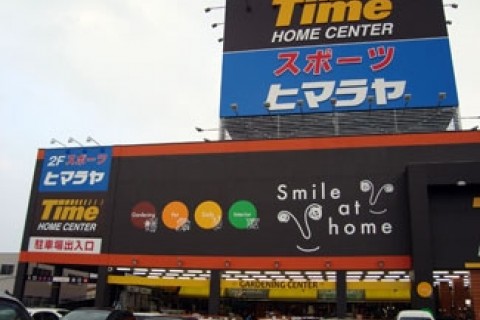 Time
HOME CENTER
スポーツ
ヒマラヤ
2F スポーツ
ヒマラヤ
Time
HOME CENTER
駐車場出入口
Gardening
Pet
Daily
Interior
Smile
at
home
GARDENING CENTER